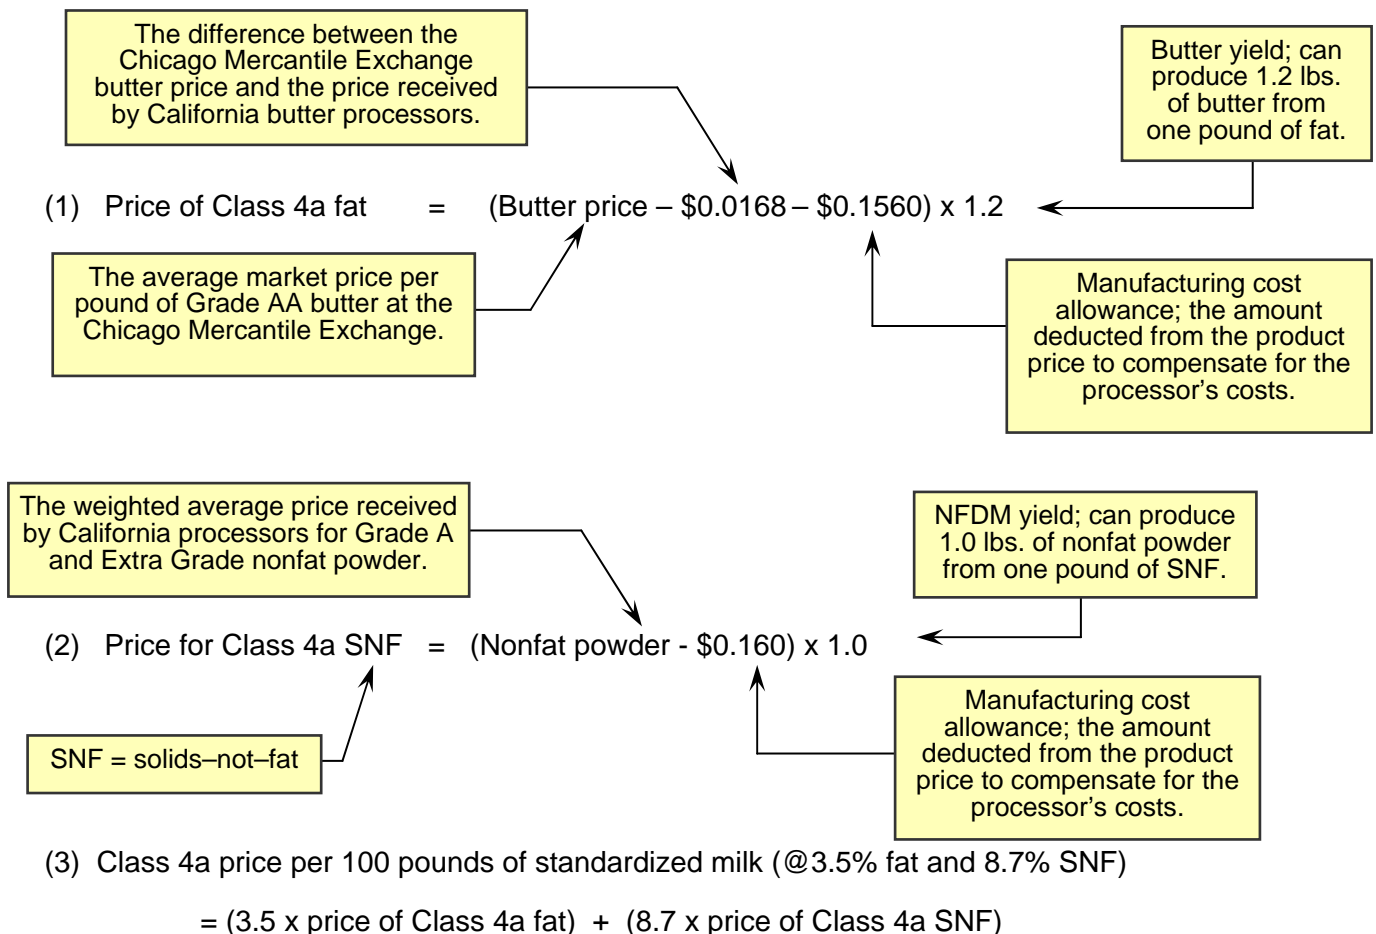 The difference between the
Chicago Mercantile Exchange
butter price and the price received
by California butter processors.
Butter yield; can
produce 1.2 lbs.
of butter from
one pound of fat.
(1) Price of Class 4a fat = (Butter price – $0.0168 – $0.1560) x 1.2
The average market price per
pound of Grade AA butter at the
Chicago Mercantile Exchange.
Manufacturing cost
allowance; the amount
deducted from the product
price to compensate for the
processor's costs.
The weighted average price received
by California processors for Grade A
and Extra Grade nonfat powder.
NFDM yield; can produce
1.0 lbs. of nonfat powder
from one pound of SNF.
(2) Price for Class 4a SNF = (Nonfat powder - $0.160) x 1.0
SNF = solids–not–fat
Manufacturing cost
allowance; the amount
deducted from the product
price to compensate for the
processor's costs.
(3) Class 4a price per 100 pounds of standardized milk (@3.5% fat and 8.7% SNF)
= (3.5 x price of Class 4a fat) + (8.7 x price of Class 4a SNF)